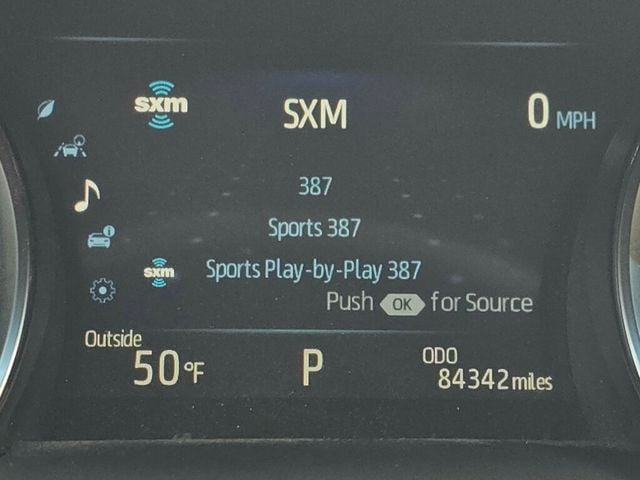 sxm
SXM
0 MPH
387
Sports 387
sxm Sports Play-by-Play 387
Push OK for Source
Outside
50°F
P
ODO
84342 miles